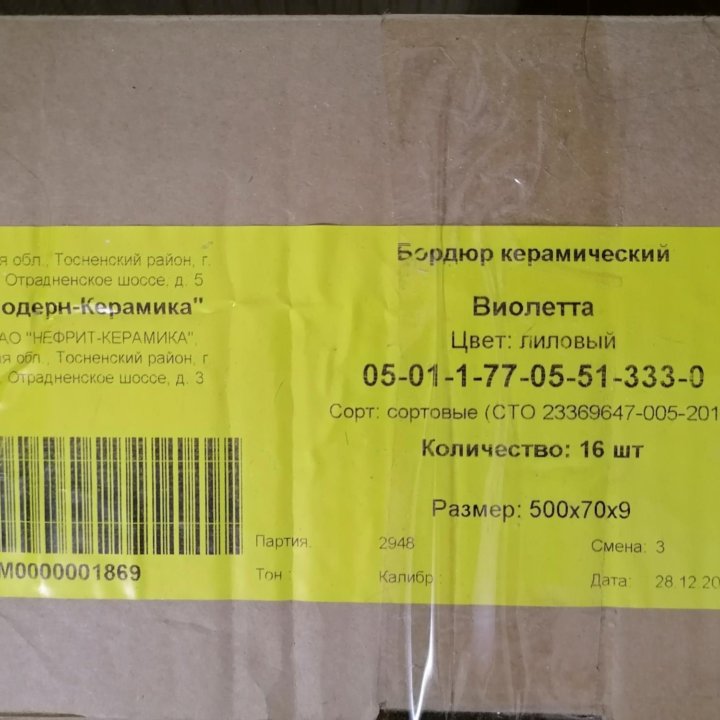 я обл., Тосненский район, г.
Отрадненское шоссе, д. 5
одерн-Керамика"
АО "НЕФРИТ-КЕРАМИКА",
ая обл., Тосненский район, г.
Отрадненское шоссе, д. 3
М0000001869
Бордюр керамический
Виолетта
Цвет: лиловый
05-01-1-77-05-51-333-0
Сорт: сортовые (СТО 23369647-005-201
Количество: 16 шт
Размер: 500х70х9
Партия: 2948 Смена: 3
Тон : Калибр : Дата: 28.12.20